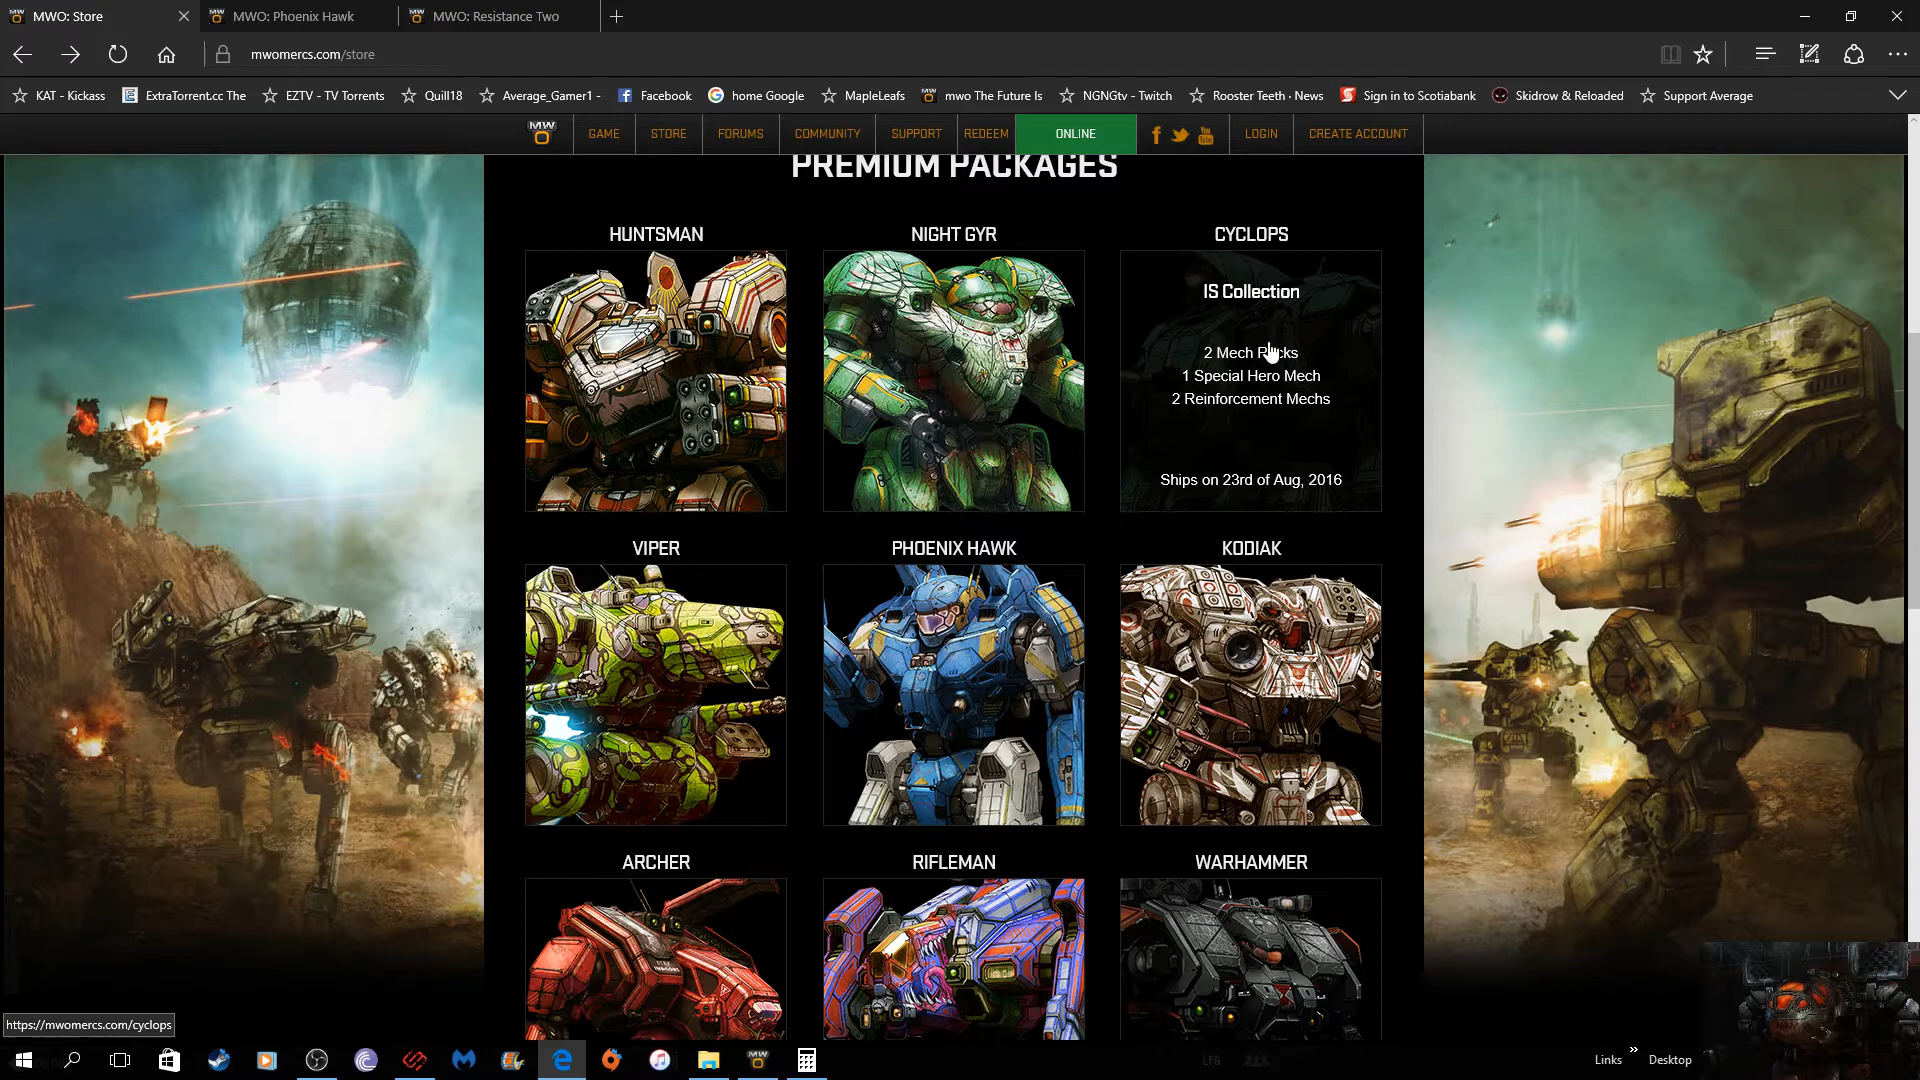 MWO: Store
MWO: Phoenix Hawk
MWO: Resistance Two
mwomercs.com/store
KAT - Kickass
ExtraTorrent.cc The
EZTV - TV Torrents
Quill18
Average_Gamer1 -
Facebook
home Google
MapleLeafs
mwo The Future Is
NGNGtv - Twitch
Rooster Teeth · News
Sign in to Scotiabank
Skidrow & Reloaded
Support Average
MW
GAME
STORE
FORUMS
COMMUNITY
SUPPORT
REDEEM
ONLINE
LOGIN
CREATE ACCOUNT
PREMIUM PACKAGES
HUNTSMAN
NIGHT GYR
CYCLOPS
IS Collection
2 Mech Racks
1 Special Hero Mech
2 Reinforcement Mechs
Ships on 23rd of Aug, 2016
VIPER
PHOENIX HAWK
KODIAK
ARCHER
RIFLEMAN
WARHAMMER
https://mwomercs.com/cyclops
Links
Desktop